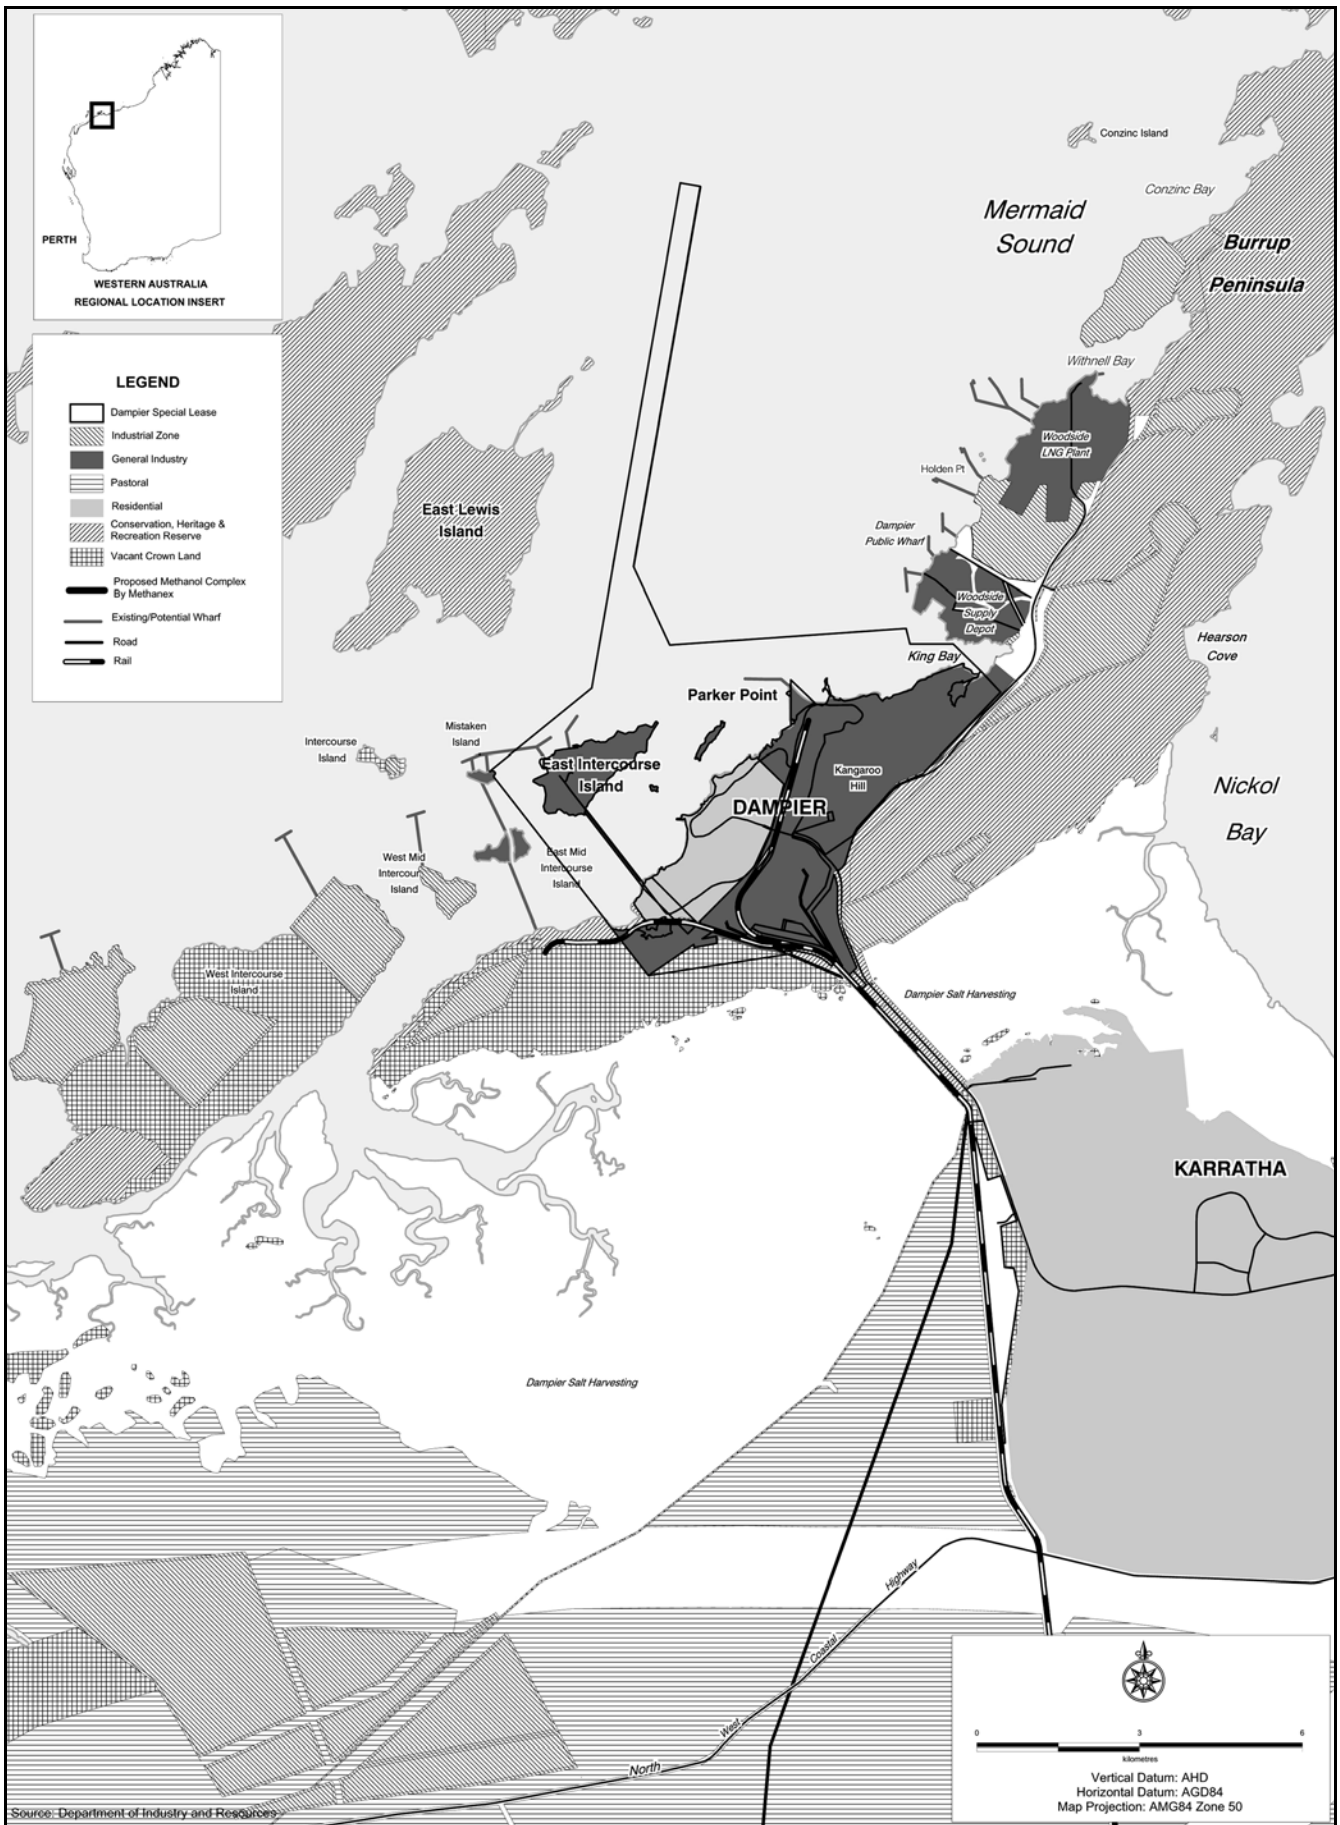 PERTH
WESTERN AUSTRALIA
REGIONAL LOCATION INSERT
LEGEND
Dampier Special Lease
Industrial Zone
General Industry
Pastoral
Residential
Conservation, Heritage &
Recreation Reserve
Vacant Crown Land
Proposed Methanol Complex
By Methanex
Existing/Potential Wharf
Road
Rail
Conzinc Island
Conzinc Bay
Mermaid
Sound
Burrup
Peninsula
Withnell Bay
Woodside
LNG Plant
Holden Pt
Dampier
Public Wharf
Woodside
Supply
Depot
East Lewis
Island
King Bay
Hearson
Cove
Parker Point
Mistaken
Island
Intercourse
Island
East Intercourse
Island
Kangaroo
Hill
DAMPIER
Nickol
Bay
West Mid
Intercour
Island
East Mid
Intercourse
Island
West Intercourse
Island
Dampier Salt Harvesting
KARRATHA
Dampier Salt Harvesting
North
West
Coastal
Highway
0 3 6
kilometres
Vertical Datum: AHD
Horizontal Datum: AGD84
Map Projection: AMG84 Zone 50
Source: Department of Industry and Resources